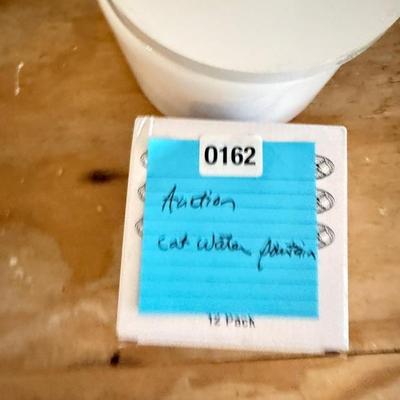 0162
Auction
cat water fountain
12 Pack